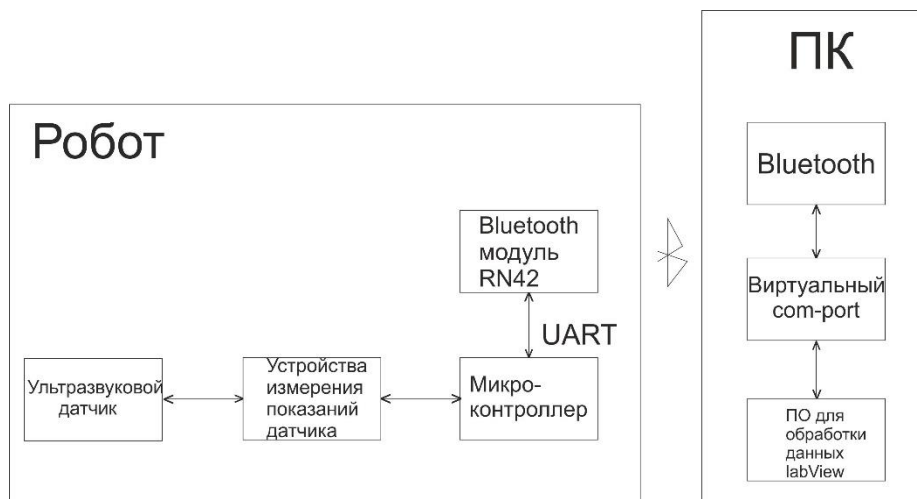 Робот
Bluetooth
модуль
RN42
UART
Ультразвуковой
датчик
Устройства
измерения
показаний
датчика
Микро-
контроллер
ПК
Bluetooth
Виртуальный
com-port
ПО для
обработки
данных
labView